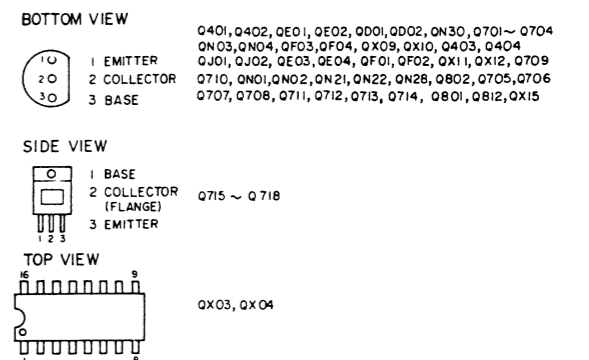 BOTTOM VIEW
Q401, Q402, QE01, QE02, QD01, QD02, QN30, Q701~ Q704
QN03, QN04, QF03, QF04, QX09, QX10, Q403, Q404
QJ01, QJ02, QE03, QE04, QF01, QF02, QX11, QX12, Q709
Q710, QN01, QN02, QN21, QN22, QN28, Q802, Q705, Q706
Q707, Q708, Q711, Q712, Q713, Q714, Q801, Q812, QX15
1
2
3
1 EMITTER
2 COLLECTOR
3 BASE
SIDE VIEW
1 BASE
2 COLLECTOR
(FLANGE)
3 EMITTER
1 2 3
Q715 ~ Q718
TOP VIEW
16 9
QX03, QX04
1 8